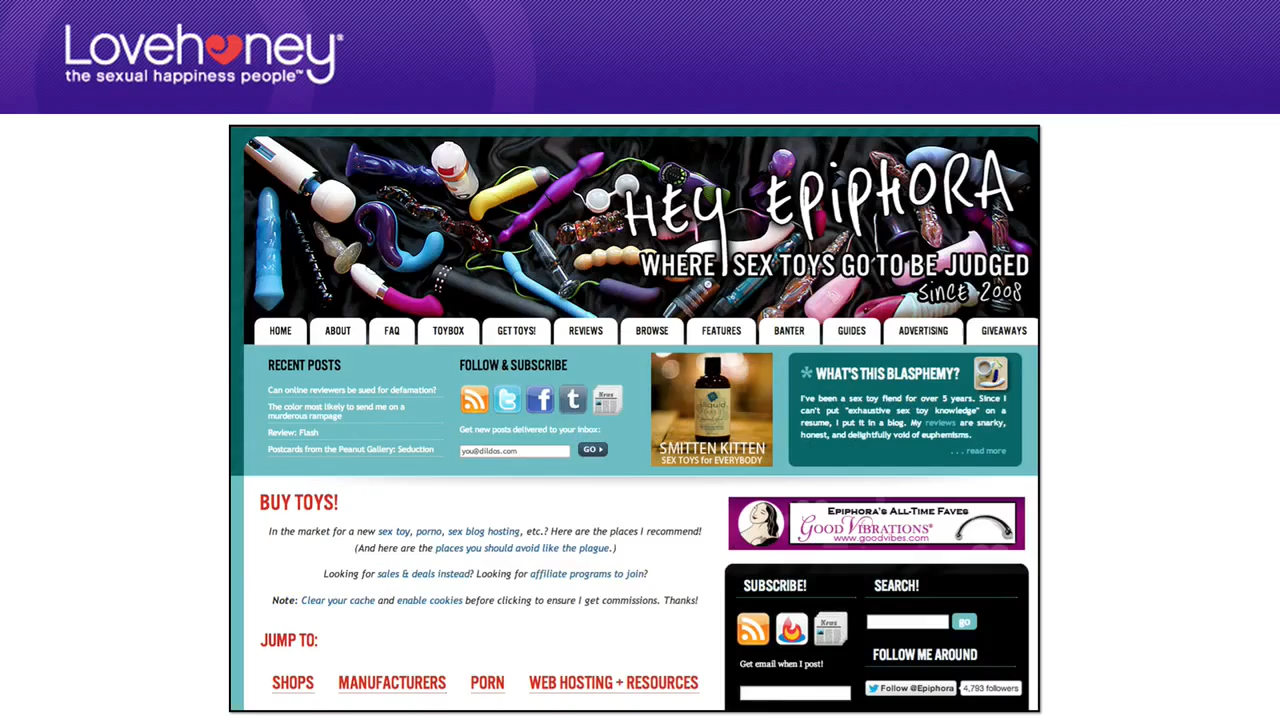 Lovehoney®
the sexual happiness people™
HEY EPIPHORA
WHERE SEX TOYS GO TO BE JUDGED
SINCE 2008
HOME ABOUT FAQ TOYBOX GET TOYS! REVIEWS BROWSE FEATURES BANTER GUIDES ADVERTISING GIVEAWAYS
RECENT POSTS
Can online reviewers be sued for defamation?
The color most likely to send me on a
murderous rampage
Review: Flash
Postcards from the Peanut Gallery: Seduction
FOLLOW & SUBSCRIBE
News
Get new posts delivered to your inbox:
you@dildos.com GO
SMITTEN KITTEN
SEX TOYS for EVERYBODY
* WHAT'S THIS BLASPHEMY?
I've been a sex toy fiend for over 5 years. Since I
can't put "exhaustive sex toy knowledge" on a
resume, I put it in a blog. My reviews are snarky,
honest, and delightfully void of euphemisms.
. . . read more
BUY TOYS!
In the market for a new sex toy, porno, sex blog hosting, etc.? Here are the places I recommend!
(And here are the places you should avoid like the plague.)
Looking for sales & deals instead? Looking for affiliate programs to join?
Note: Clear your cache and enable cookies before clicking to ensure I get commissions. Thanks!
JUMP TO:
SHOPS MANUFACTURERS PORN WEB HOSTING + RESOURCES
EPIPHORA'S ALL-TIME FAVES
GOOD VIBRATIONS®
www.goodvibes.com
SUBSCRIBE!
News
Get email when I post!
SEARCH!
go
FOLLOW ME AROUND
Follow @Epiphora 4,793 followers